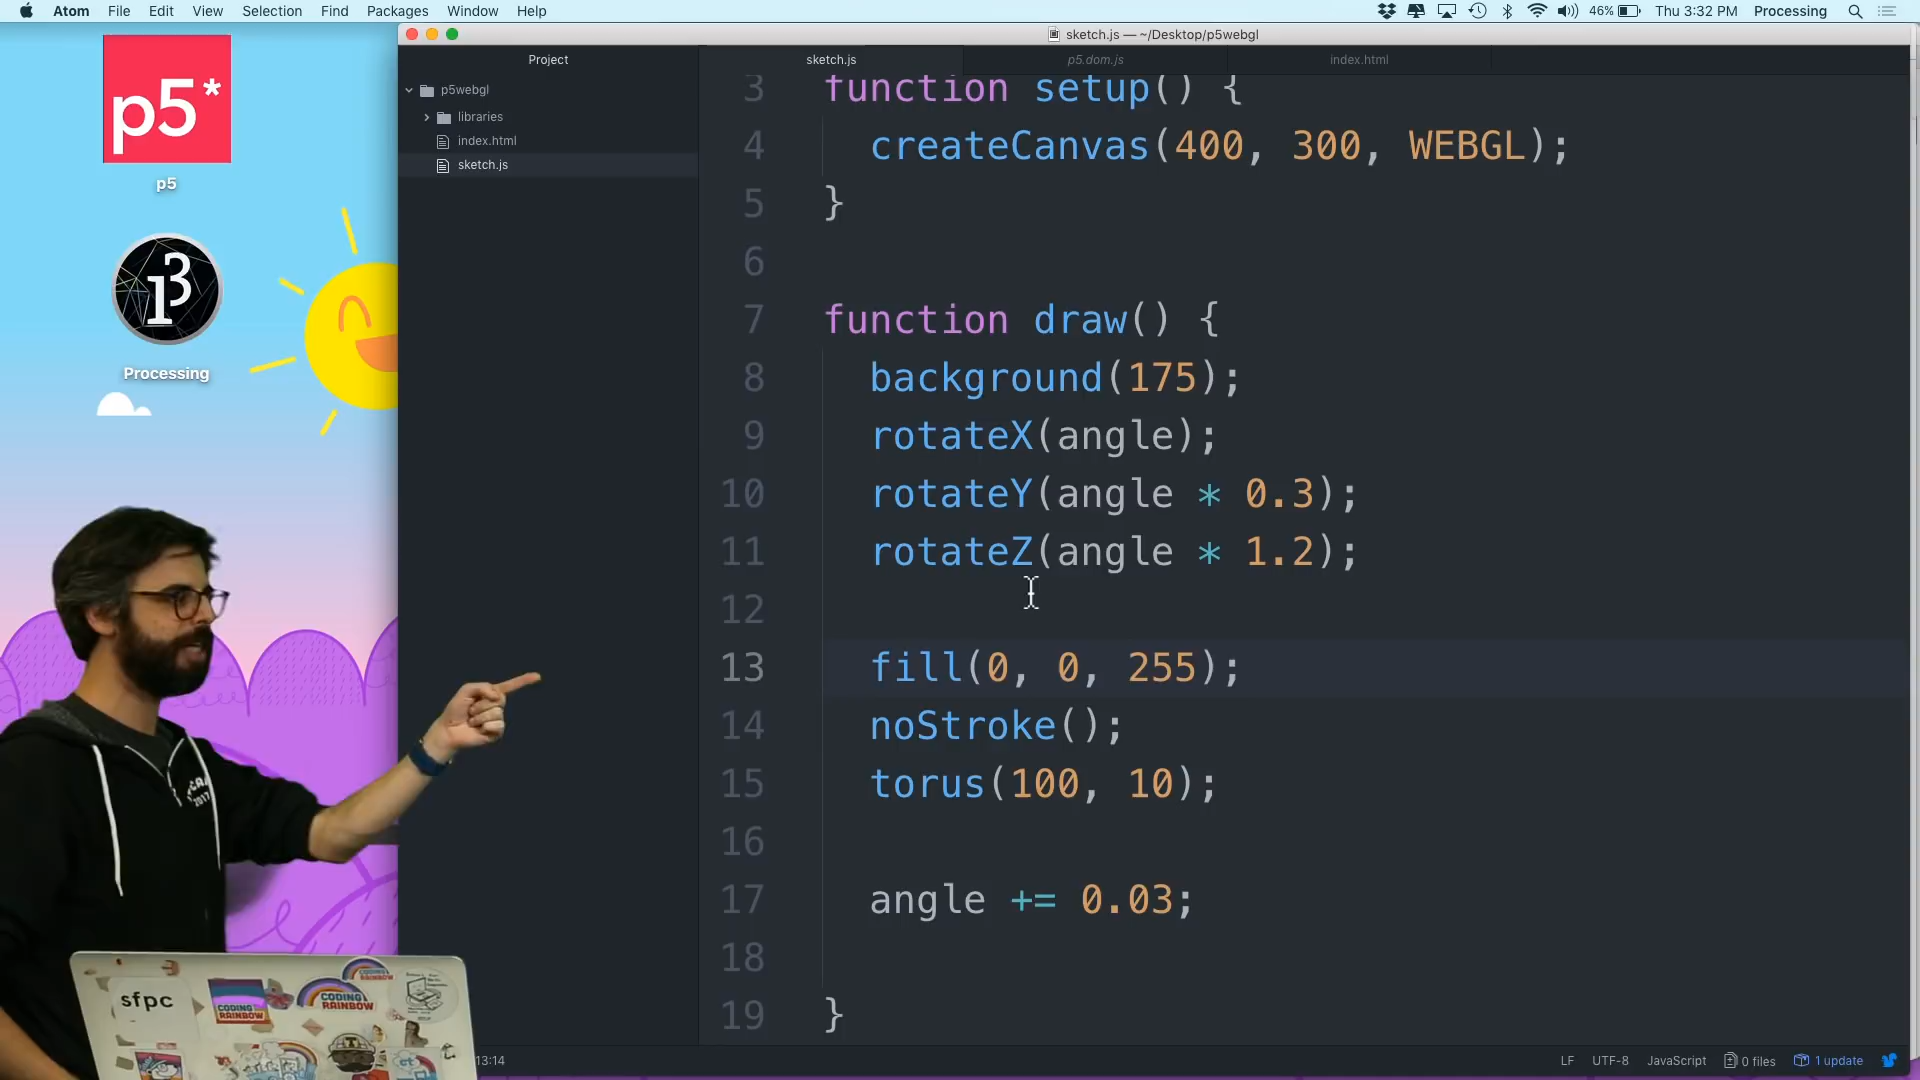 Atom File Edit View Selection Find Packages Window Help
46% Thu 3:32 PM Processing
sketch.js — ~/Desktop/p5webgl
Project
sketch.js
p5.dom.js
index.html
p5webgl
libraries
index.html
sketch.js
3 function setup() {
4 createCanvas(400, 300, WEBGL);
5 }
6
7 function draw() {
8 background(175);
9 rotateX(angle);
10 rotateY(angle * 0.3);
11 rotateZ(angle * 1.2);
12
13 fill(0, 0, 255);
14 noStroke();
15 torus(100, 10);
16
17 angle += 0.03;
18
19 }
13:14
LF UTF-8 JavaScript 0 files 1 update
p5*
p5
Processing
2017
sfpc
CODING
RAINBOW
CODING
RAINBOW
CODING
RAINBOW